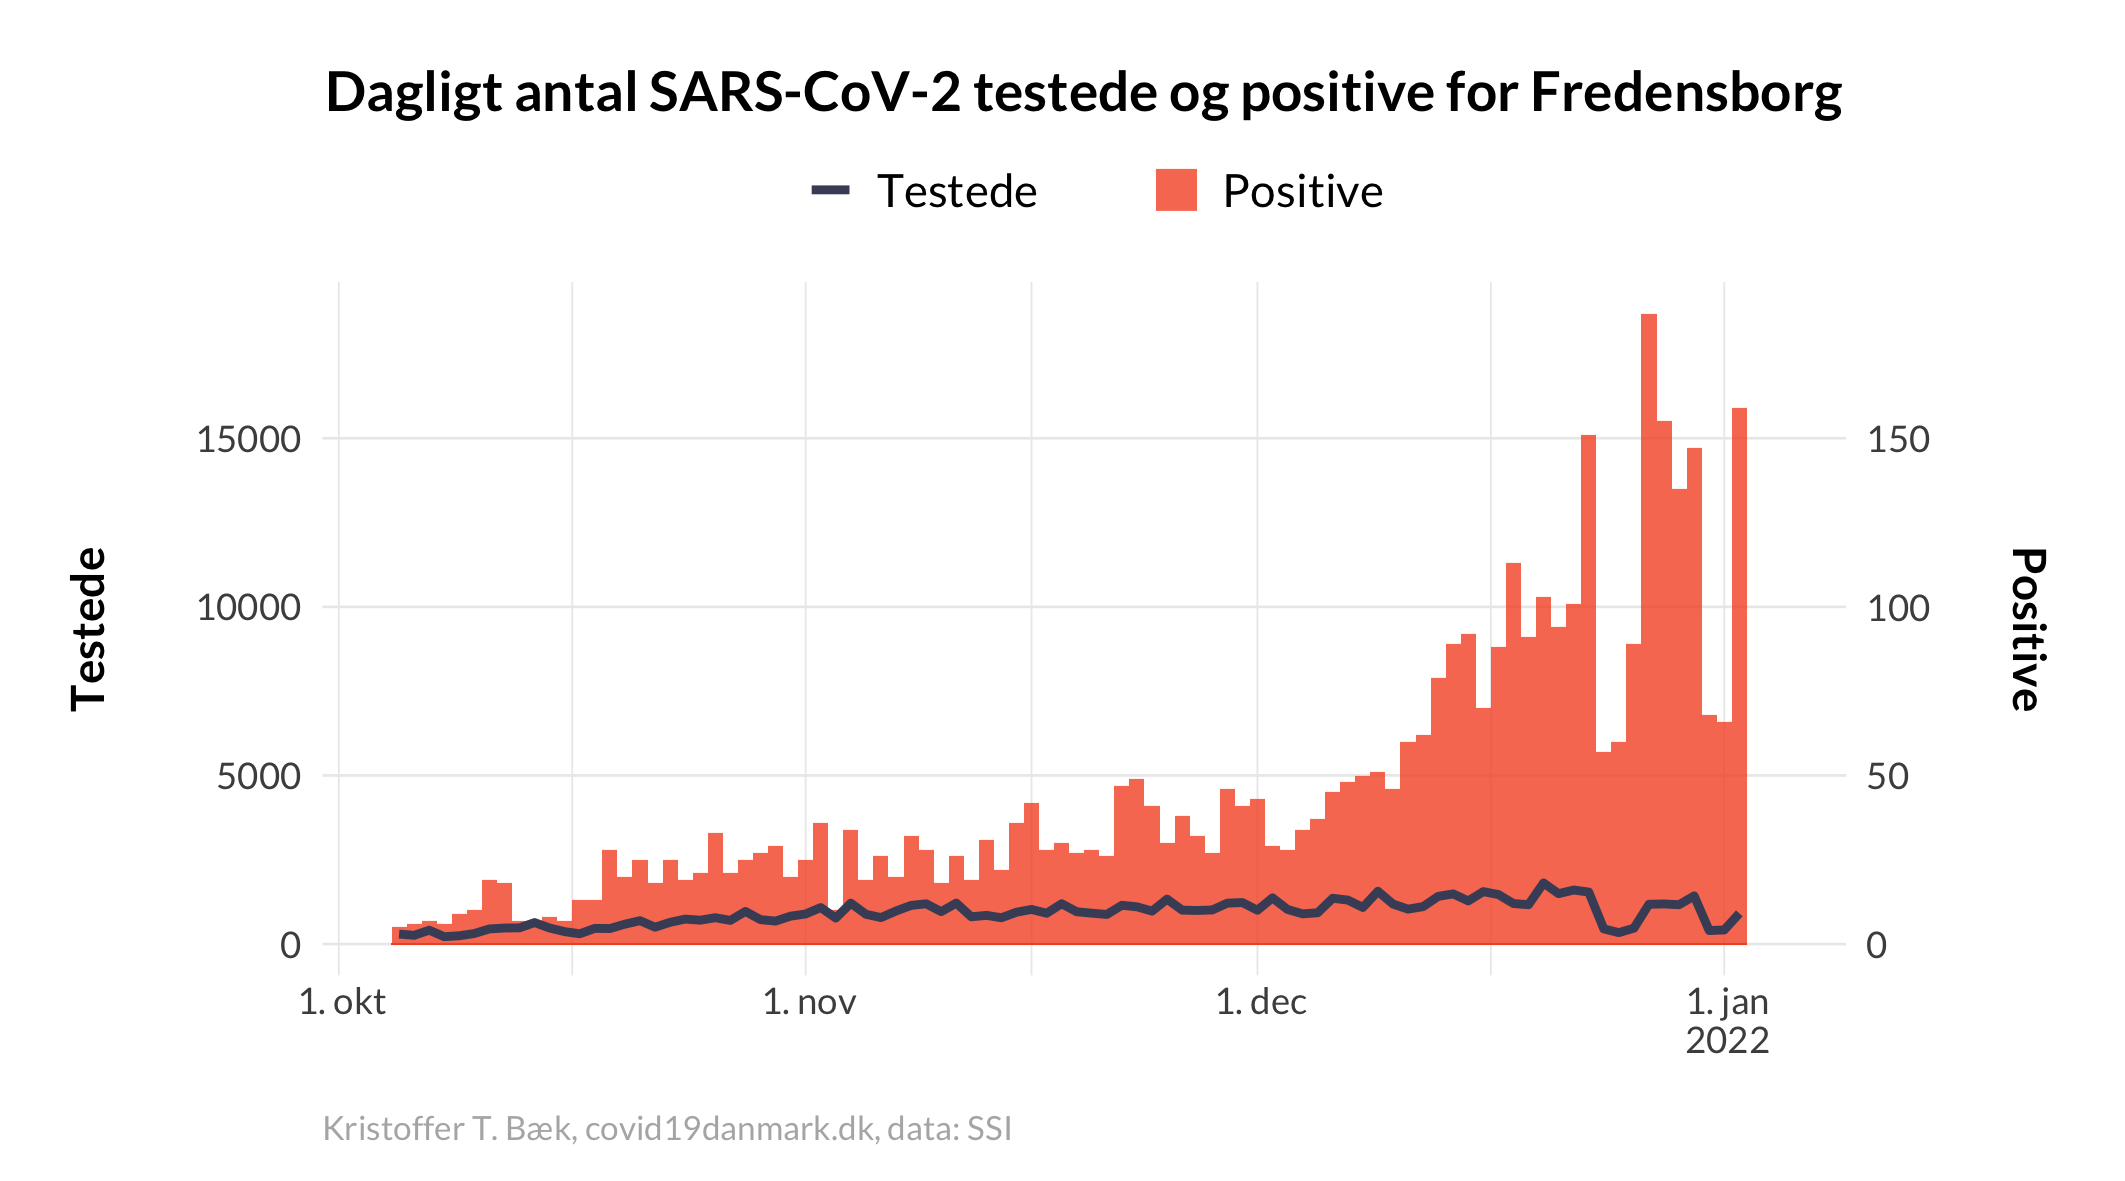 Dagligt antal SARS-CoV-2 testede og positive for Fredensborg
Testede
Positive
Testede
15000
10000
5000
0
150
100
50
0
Positive
1. okt
1. nov
1. dec
1. jan
2022
Kristoffer T. Bæk, covid19danmark.dk, data: SSI